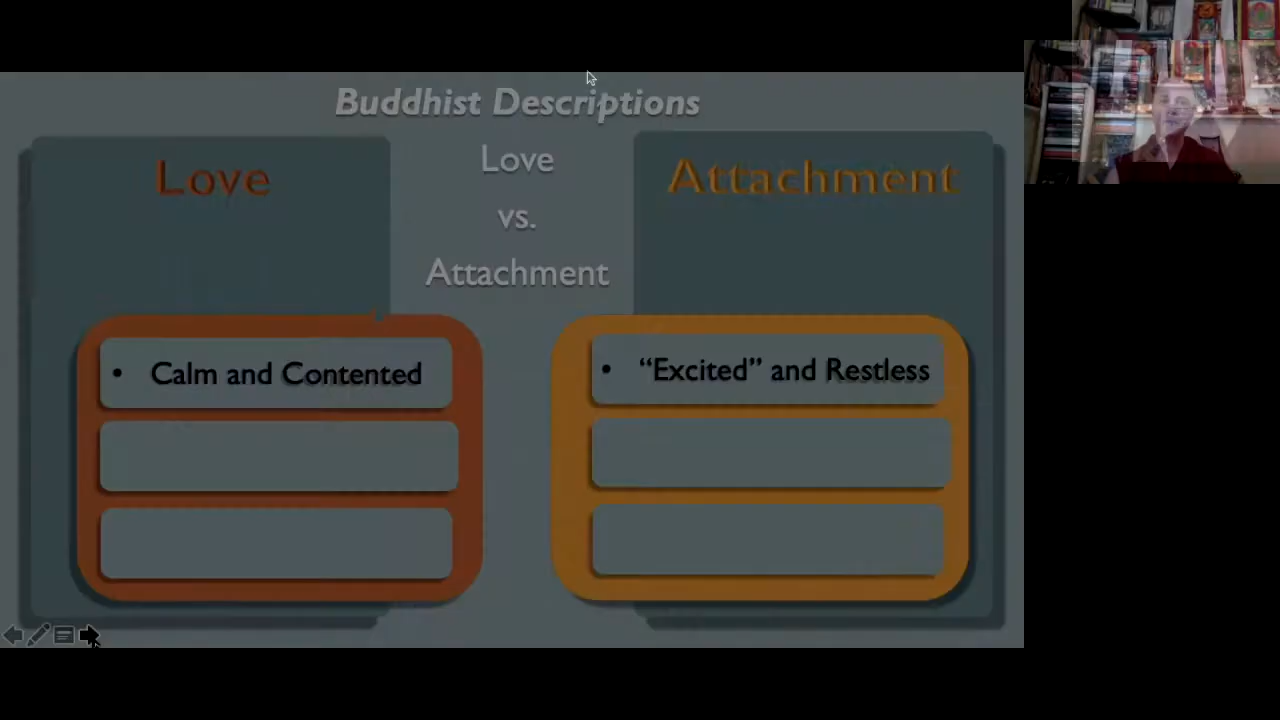 Buddhist Descriptions
Love
Love
vs.
Attachment
Attachment
• Calm and Contented
• “Excited” and Restless